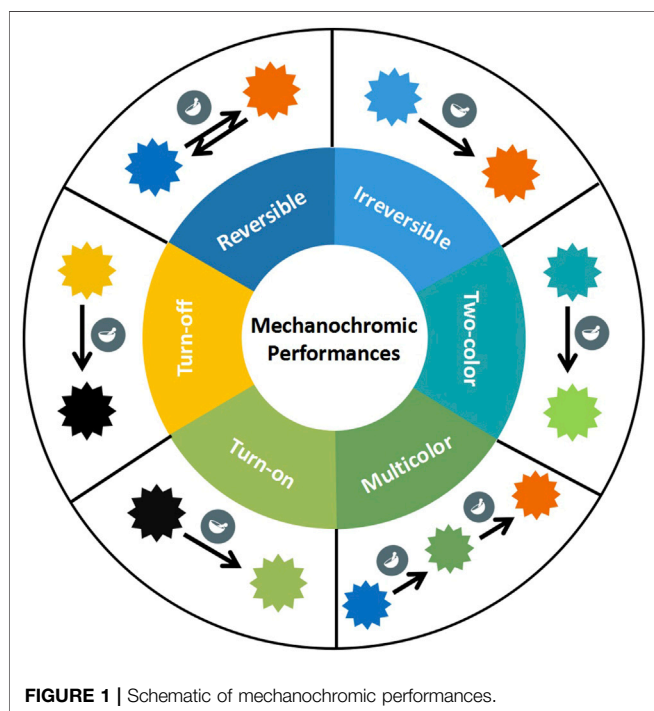 Reversible
Irreversible
Turn-off
Mechanochromic
Performances
Two-color
Turn-on
Multicolor
FIGURE 1 | Schematic of mechanochromic performances.